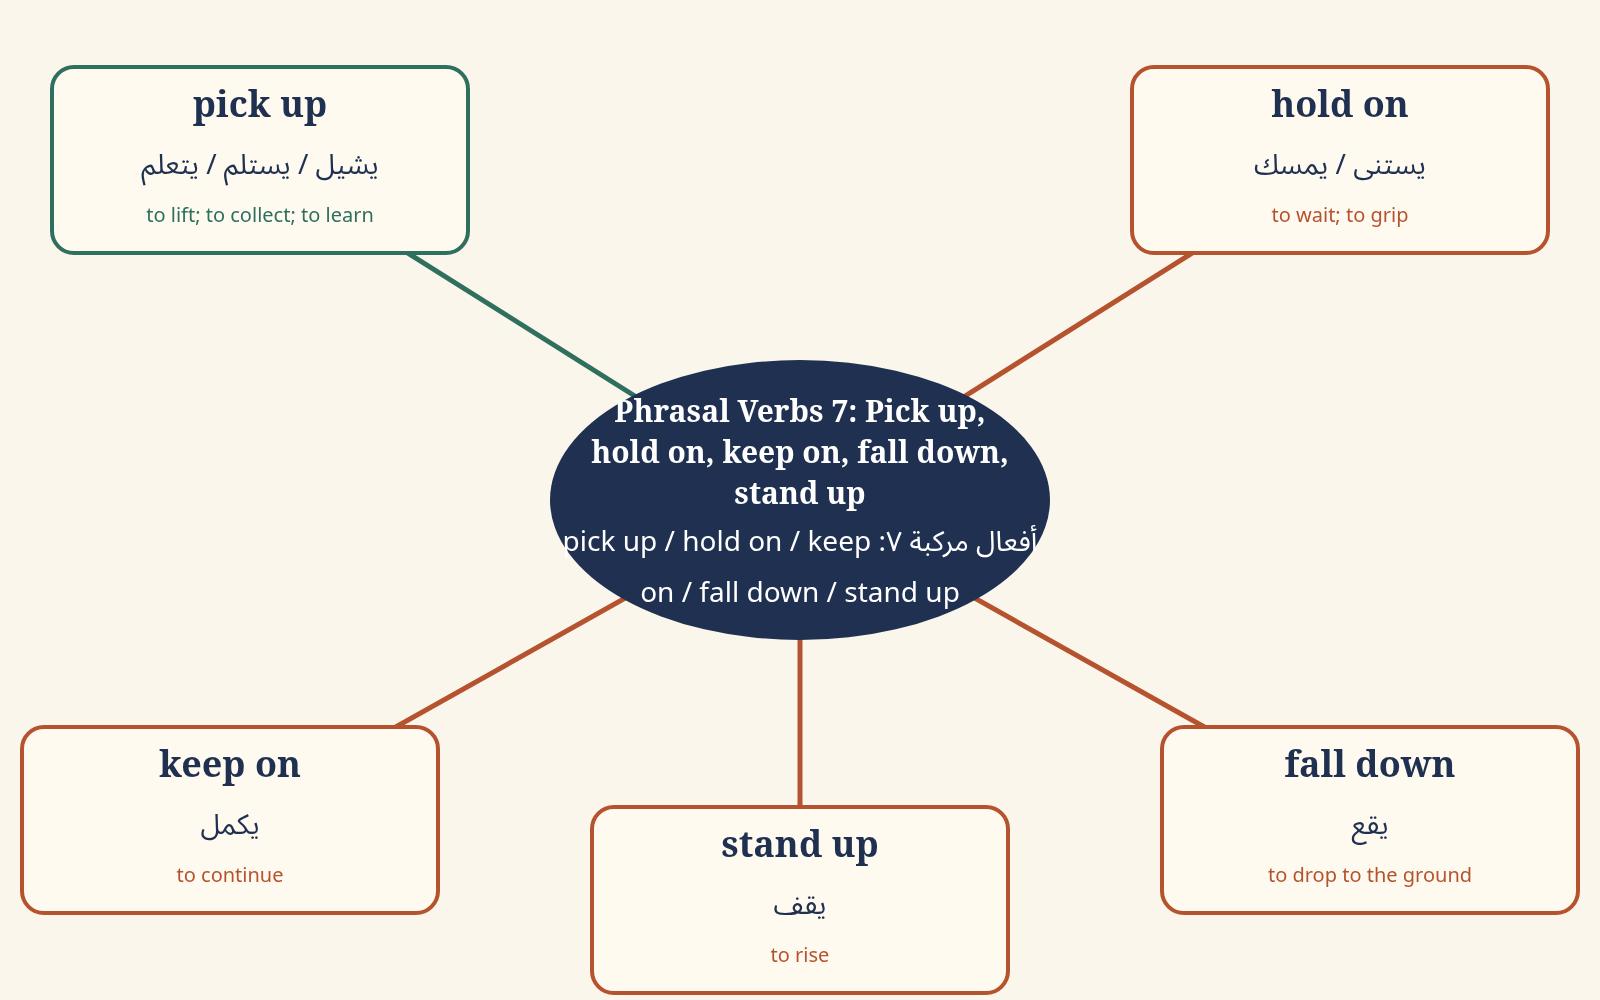 pick up
يشيل / يستلم / يتعلم
to lift; to collect; to learn
hold on
يستنى / يمسك
to wait; to grip
Phrasal Verbs 7: Pick up,
hold on, keep on, fall down,
stand up
أفعال مركبة ٧: pick up / hold on / keep
on / fall down / stand up
keep on
يكمل
to continue
stand up
يقف
to rise
fall down
يقع
to drop to the ground